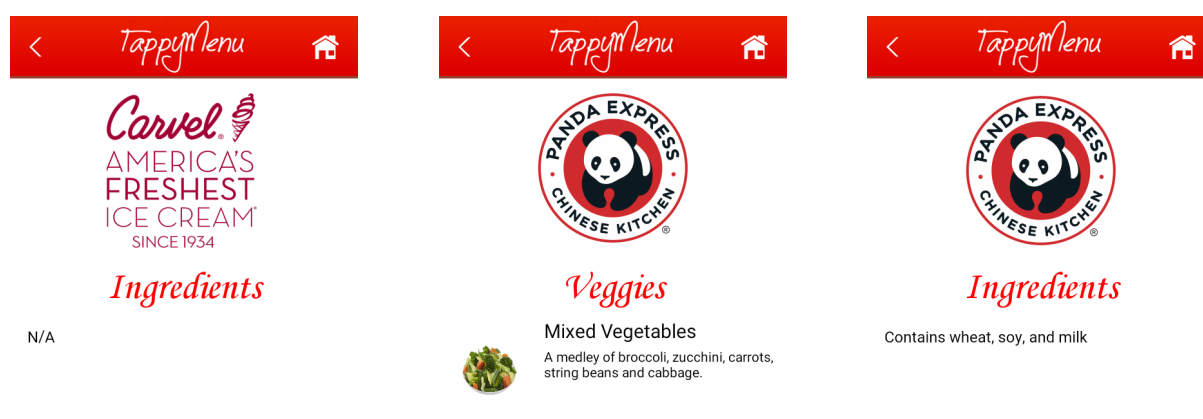 TappyMenu
Carvel®
AMERICA'S
FRESHEST
ICE CREAM®
SINCE 1934
Ingredients
N/A
TappyMenu
PANDA EXPRESS
CHINESE KITCHEN ®
Veggies
Mixed Vegetables
A medley of broccoli, zucchini, carrots,
string beans and cabbage.
TappyMenu
PANDA EXPRESS
CHINESE KITCHEN ®
Ingredients
Contains wheat, soy, and milk